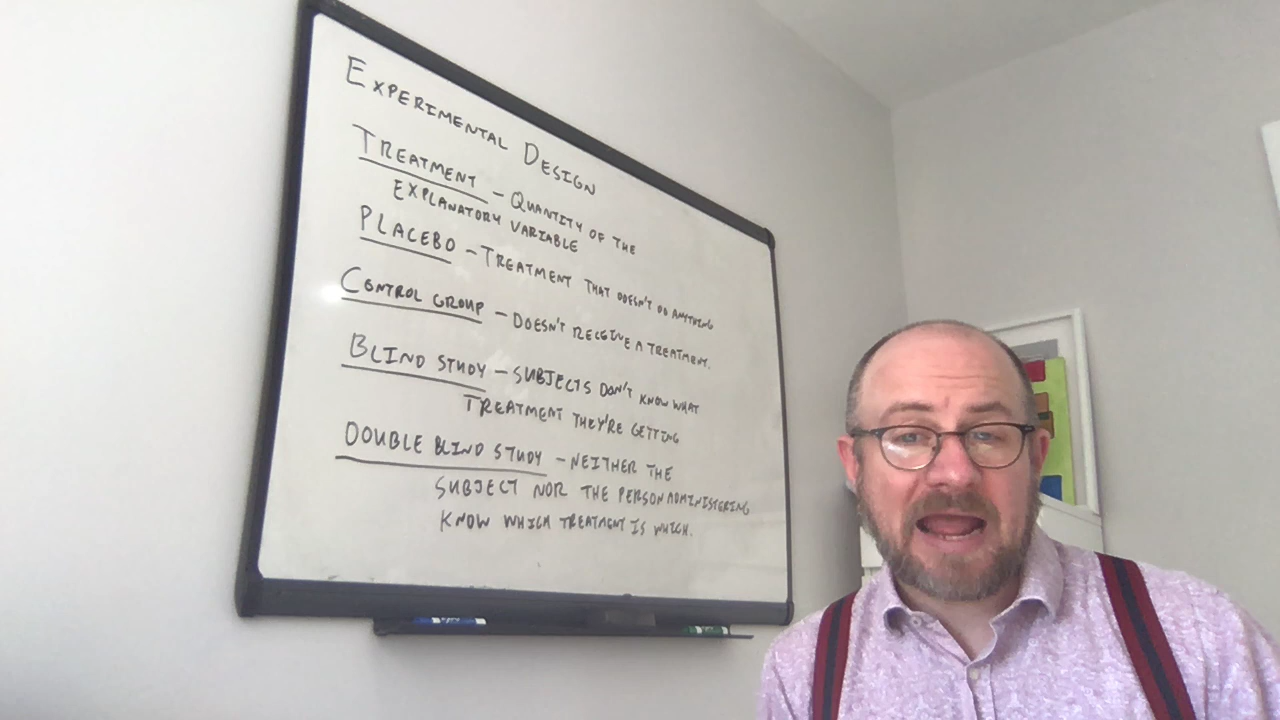 EXPERIMENTAL DESIGN
TREATMENT - QUANTITY OF THE
EXPLANATORY VARIABLE
PLACEBO - TREATMENT THAT DOESN'T DO ANYTHING
CONTROL GROUP - DOESN'T RECEIVE A TREATMENT.
BLIND STUDY - SUBJECTS DON'T KNOW WHAT
TREATMENT THEY'RE GETTING
DOUBLE BLIND STUDY - NEITHER THE
SUBJECT NOR THE PERSON ADMINISTERING
KNOW WHICH TREATMENT IS WHICH.